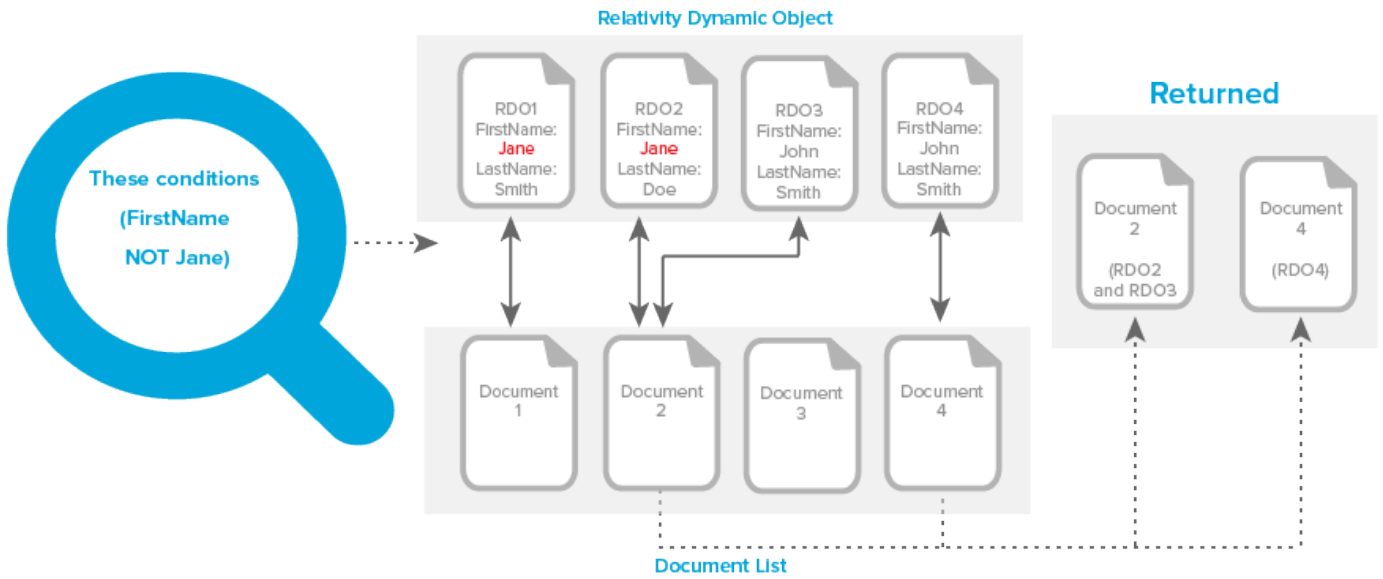 Relativity Dynamic Object
These conditions
(FirstName
NOT Jane)
RDO1
FirstName:
Jane
LastName:
Smith
RDO2
FirstName:
Jane
LastName:
Doe
RDO3
FirstName:
John
LastName:
Smith
RDO4
FirstName:
John
LastName:
Smith
Document
1
Document
2
Document
3
Document
4
Document List
Returned
Document
2
(RDO2
and RDO3
Document
4
(RDO4)